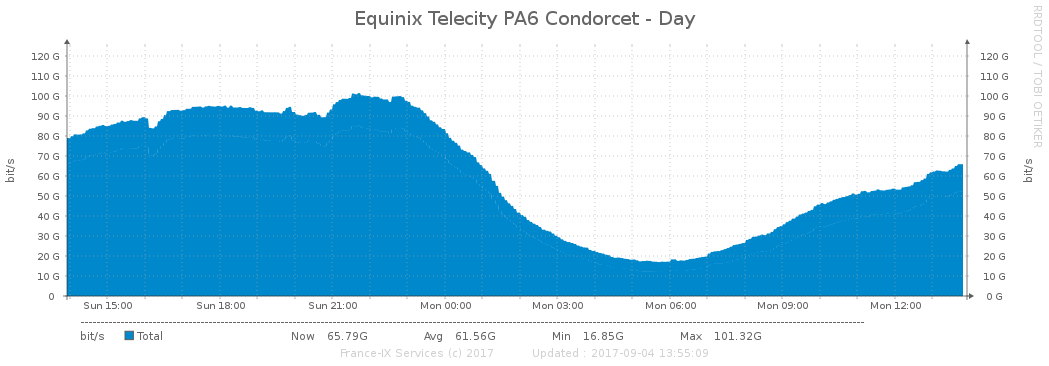 Equinix Telecity PA6 Condorcet - Day
RRDTOOL / TOBI OETIKER
bit/s
120 G 120 G
110 G 110 G
100 G 100 G
90 G 90 G
80 G 80 G
70 G 70 G
60 G 60 G
50 G 50 G
40 G 40 G
30 G 30 G
20 G 20 G
10 G 10 G
0 0 G
bit/s
Sun 15:00 Sun 18:00 Sun 21:00 Mon 00:00 Mon 03:00 Mon 06:00 Mon 09:00 Mon 12:00
bit/s Total Now 65.79G Avg 61.56G Min 16.85G Max 101.32G
France-IX Services (c) 2017 Updated : 2017-09-04 13:55:09